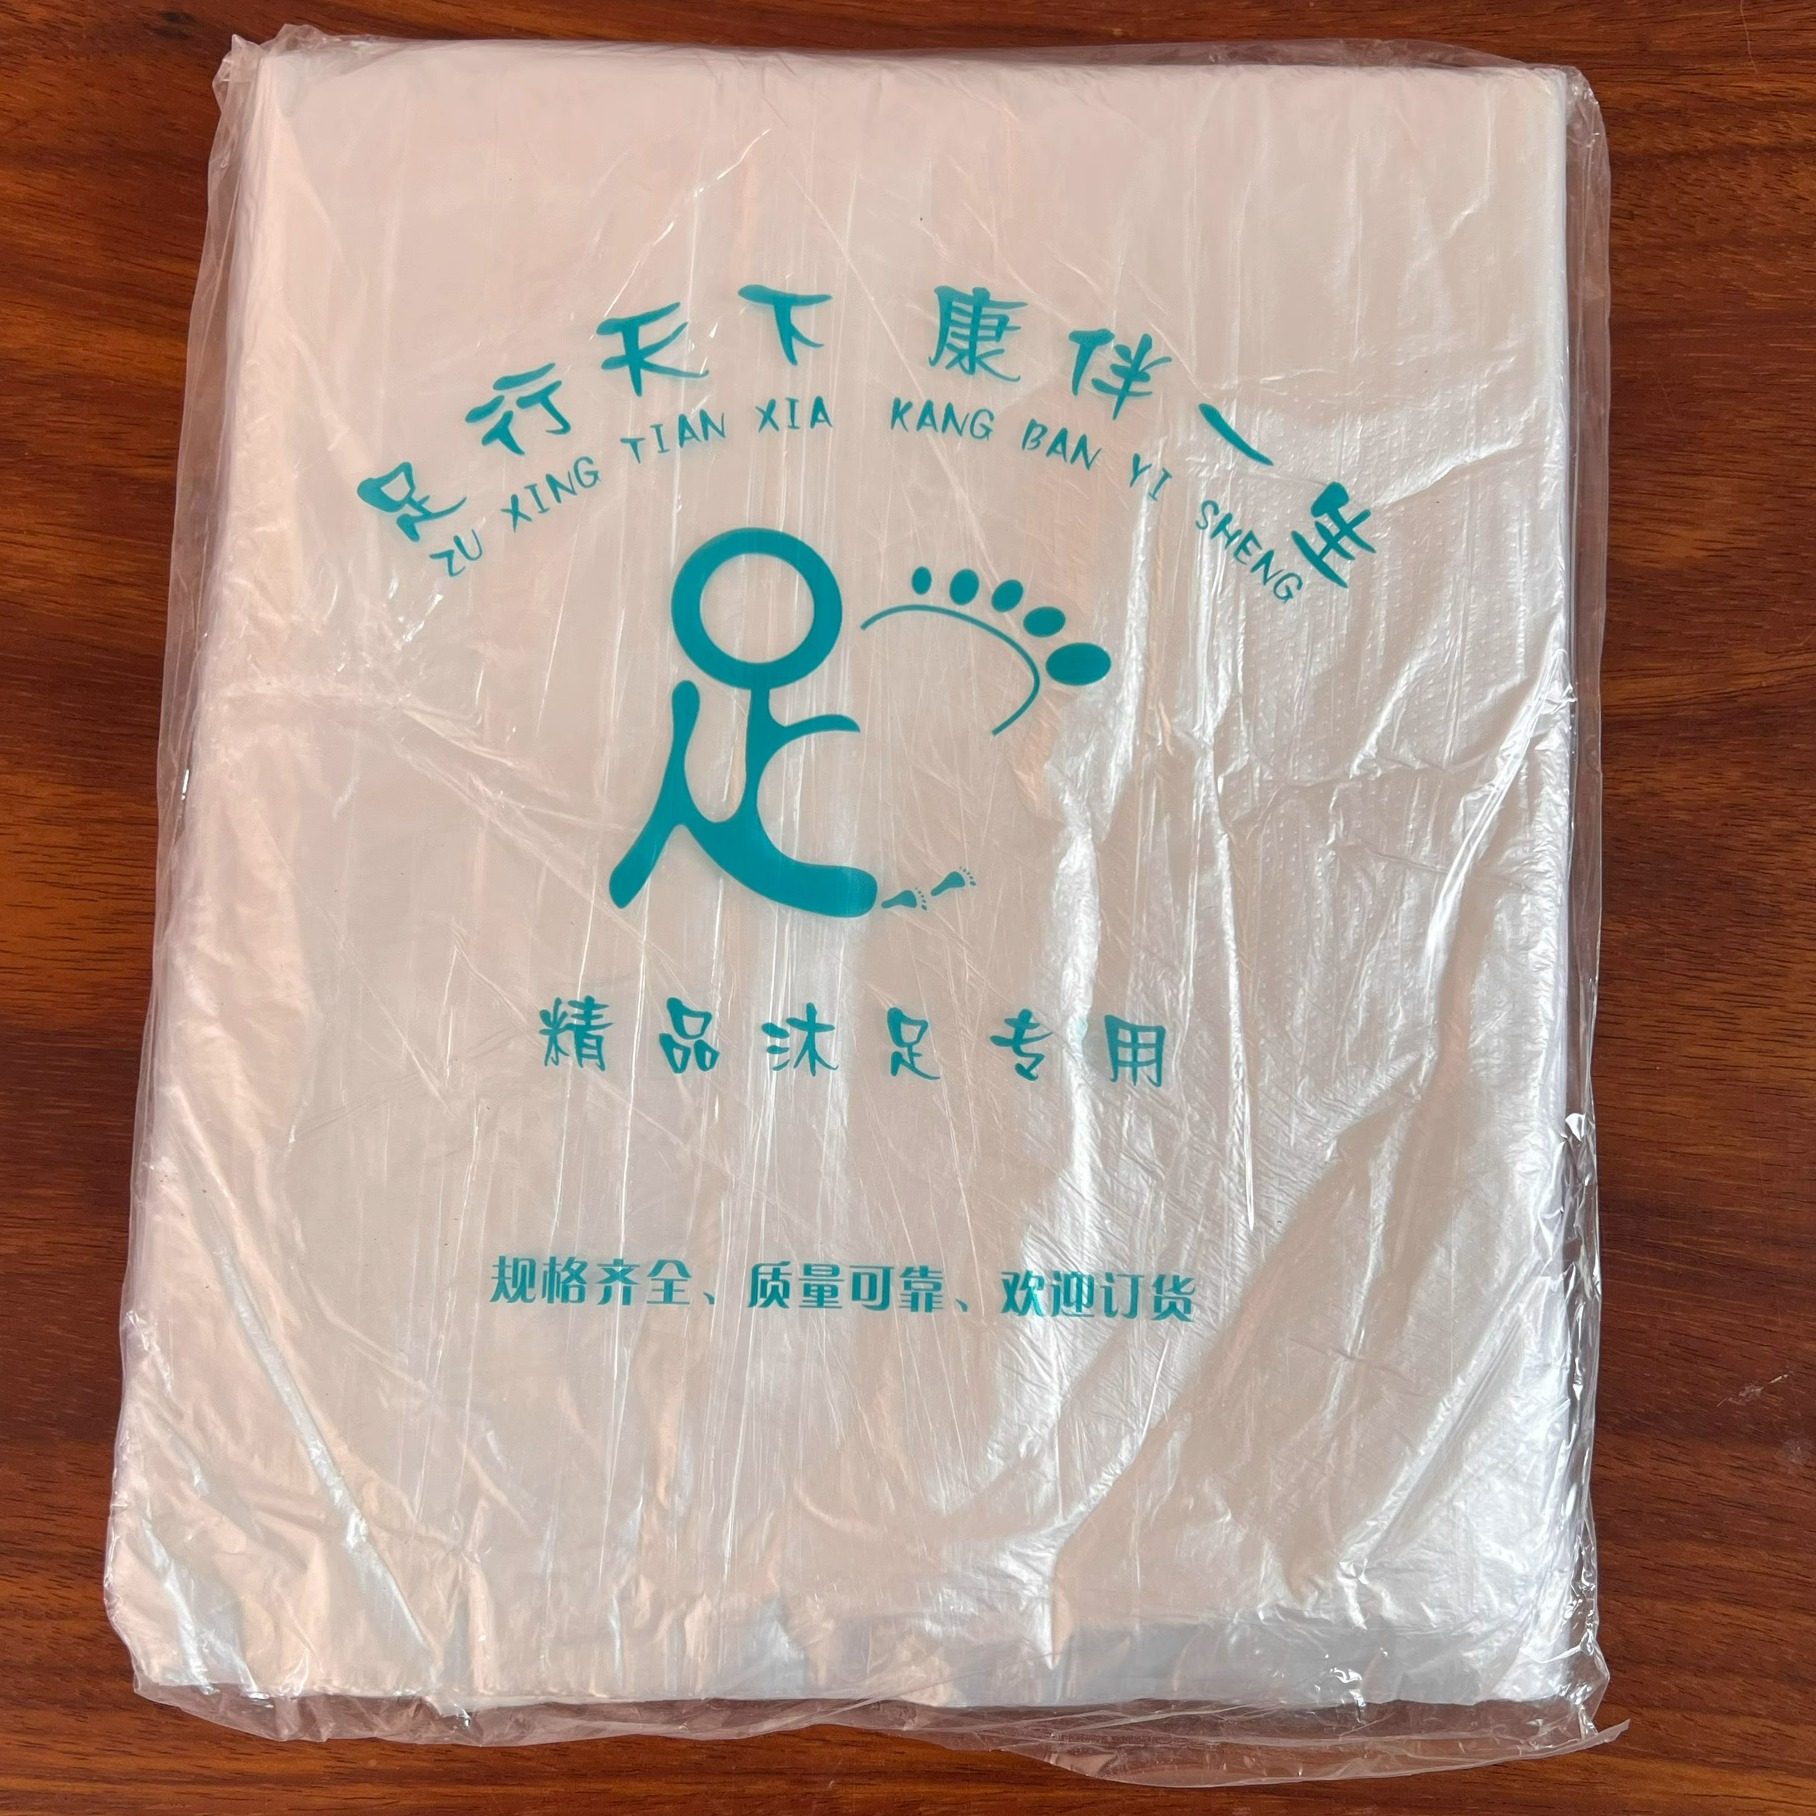 足行天下 康伴一生
ZU XING TIAN XIA KANG BAN YI SHENG
足
精品沐足专用
规格齐全、质量可靠、欢迎订货